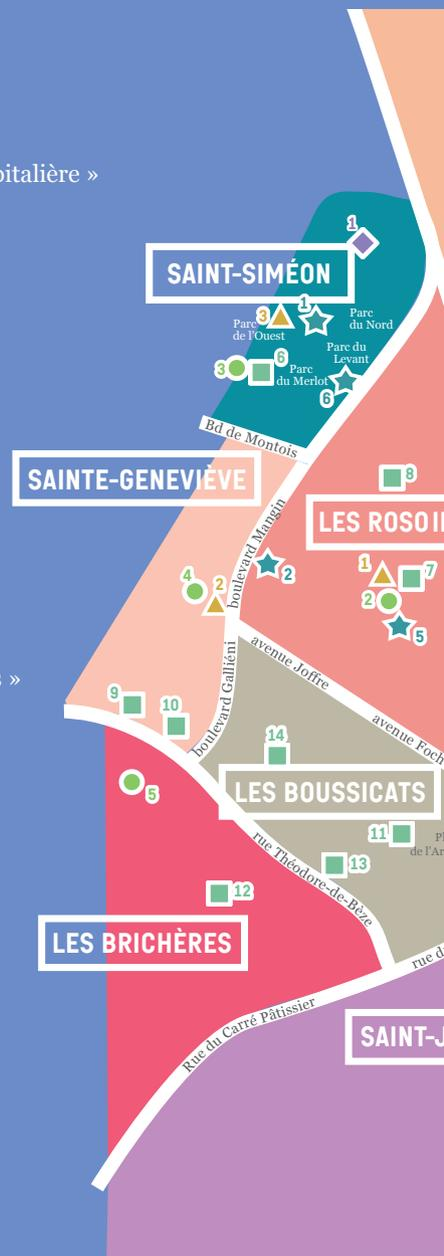 pitalière »
1
SAINT-SIMÉON
3
1
Parc
de l'Ouest
Parc
du Nord
Parc du
Levant
6
3
Parc
du Merlot
6
Bd de Montois
SAINTE-GENEVIÈVE
8
boulevard Mangin
LES ROSOI
1
7
2
2
4
2
5
boulevard Galliéni
avenue Joffre
s »
9
10
avenue Foch
14
5
LES BOUSSICATS
11
de l'Ar
rue Théodore-de-Bèze
13
12
LES BRICHÈRES
rue d
Rue du Carré Pâtissier
SAINT-J